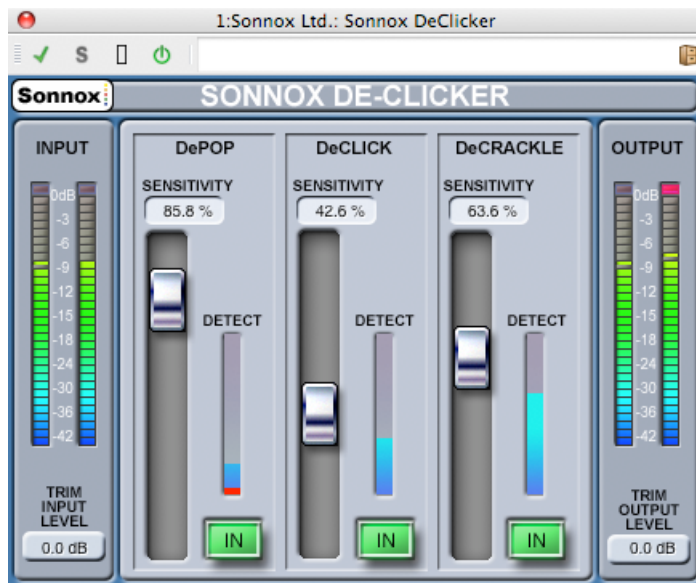 1:Sonnox Ltd.: Sonnox DeClicker
S
Sonnox
SONNOX DE-CLICKER
INPUT
0dB
-3
-6
-9
-12
-15
-18
-24
-30
-36
-42
TRIM
INPUT
LEVEL
0.0 dB
DePOP
SENSITIVITY
85.8 %
DETECT
IN
DeCLICK
SENSITIVITY
42.6 %
DETECT
IN
DeCRACKLE
SENSITIVITY
63.6 %
DETECT
IN
OUTPUT
0dB
-3
-6
-9
-12
-15
-18
-24
-30
-36
-42
TRIM
OUTPUT
LEVEL
0.0 dB